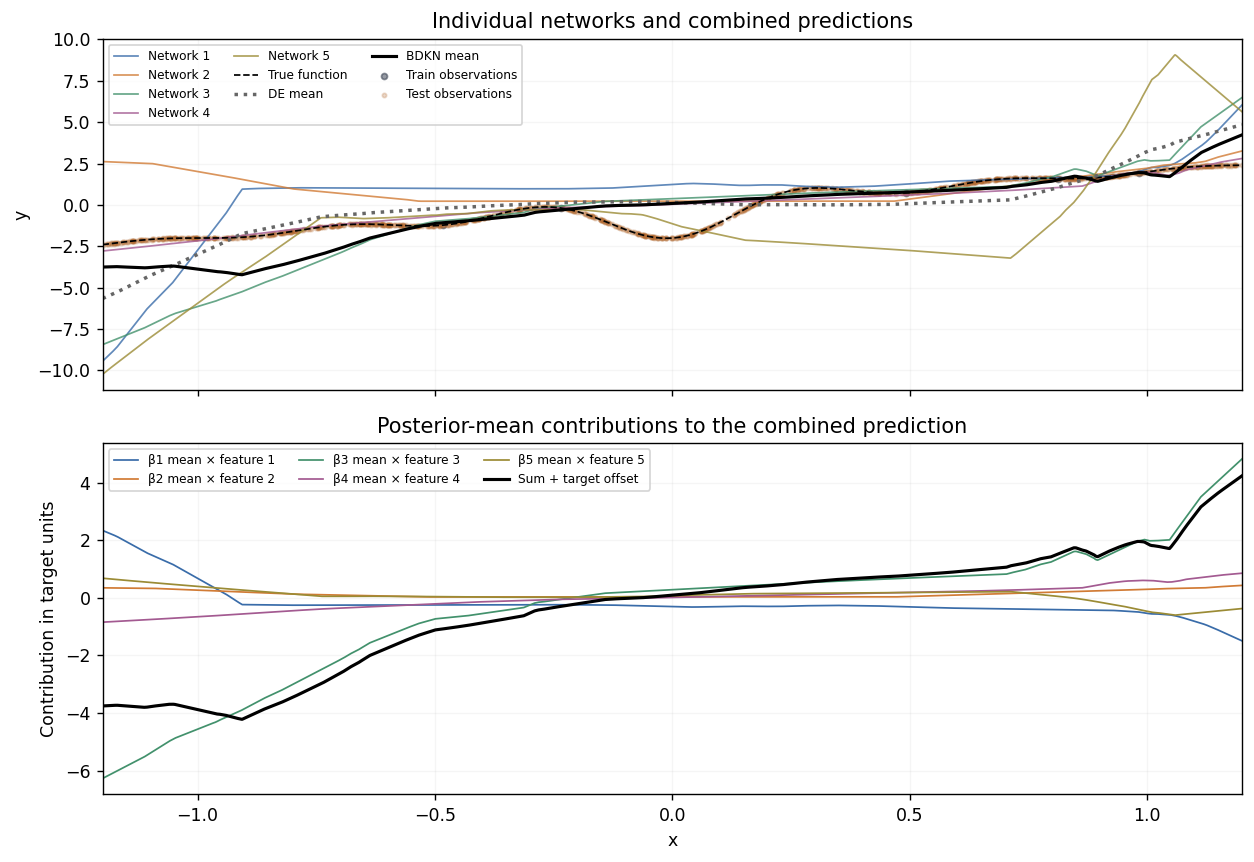 Individual networks and combined predictions
10.0
7.5
5.0
2.5
0.0
−2.5
−5.0
−7.5
−10.0
y
Network 1
Network 2
Network 3
Network 4
Network 5
True function
DE mean
BDKN mean
Train observations
Test observations
Posterior-mean contributions to the combined prediction
4
2
0
−2
−4
−6
Contribution in target units
β1 mean × feature 1
β2 mean × feature 2
β3 mean × feature 3
β4 mean × feature 4
β5 mean × feature 5
Sum + target offset
−1.0
−0.5
0.0
0.5
1.0
x